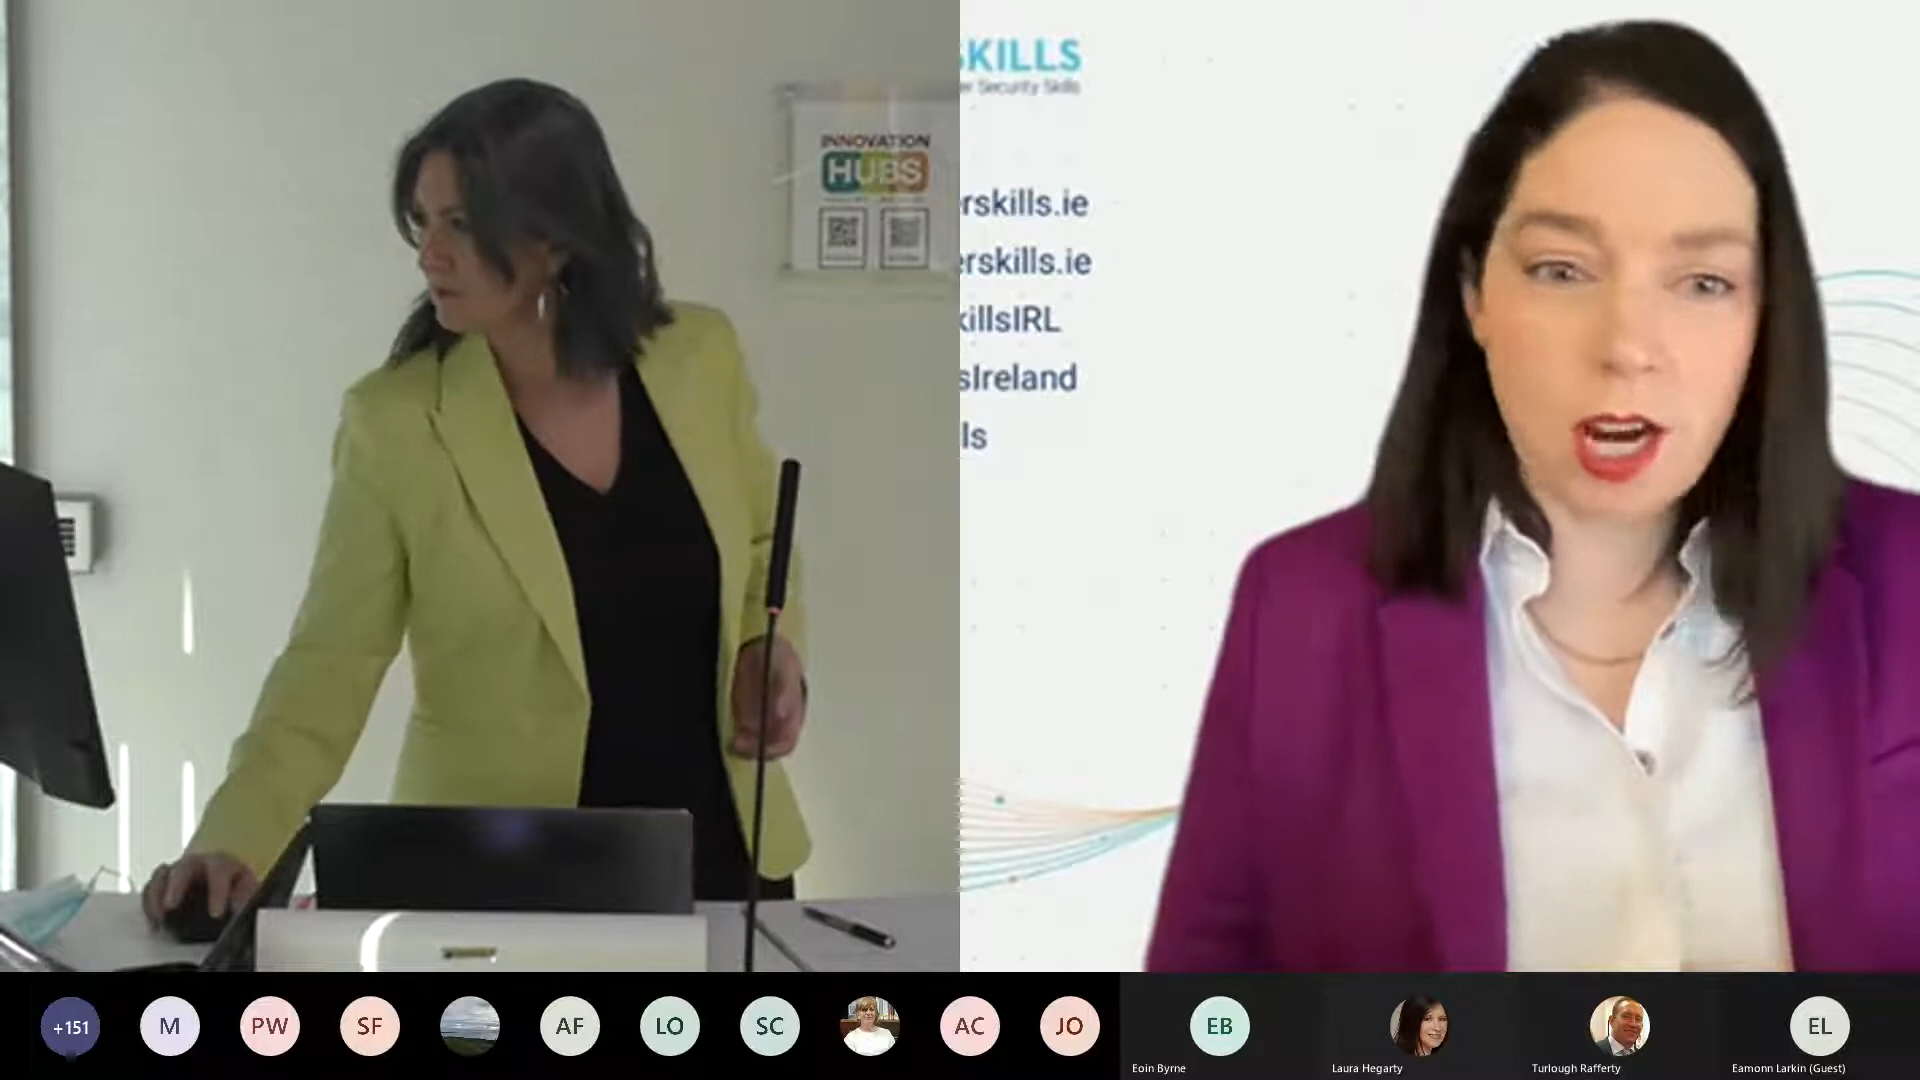 INNOVATION
HUBS
SKILLS
er Security Skills
rskills.ie
erskills.ie
killsIRL
sIreland
ls
+151
M
PW
SF
AF
LO
SC
AC
JO
EB
EL
Eoin Byrne
Laura Hegarty
Turlough Rafferty
Eamonn Larkin (Guest)